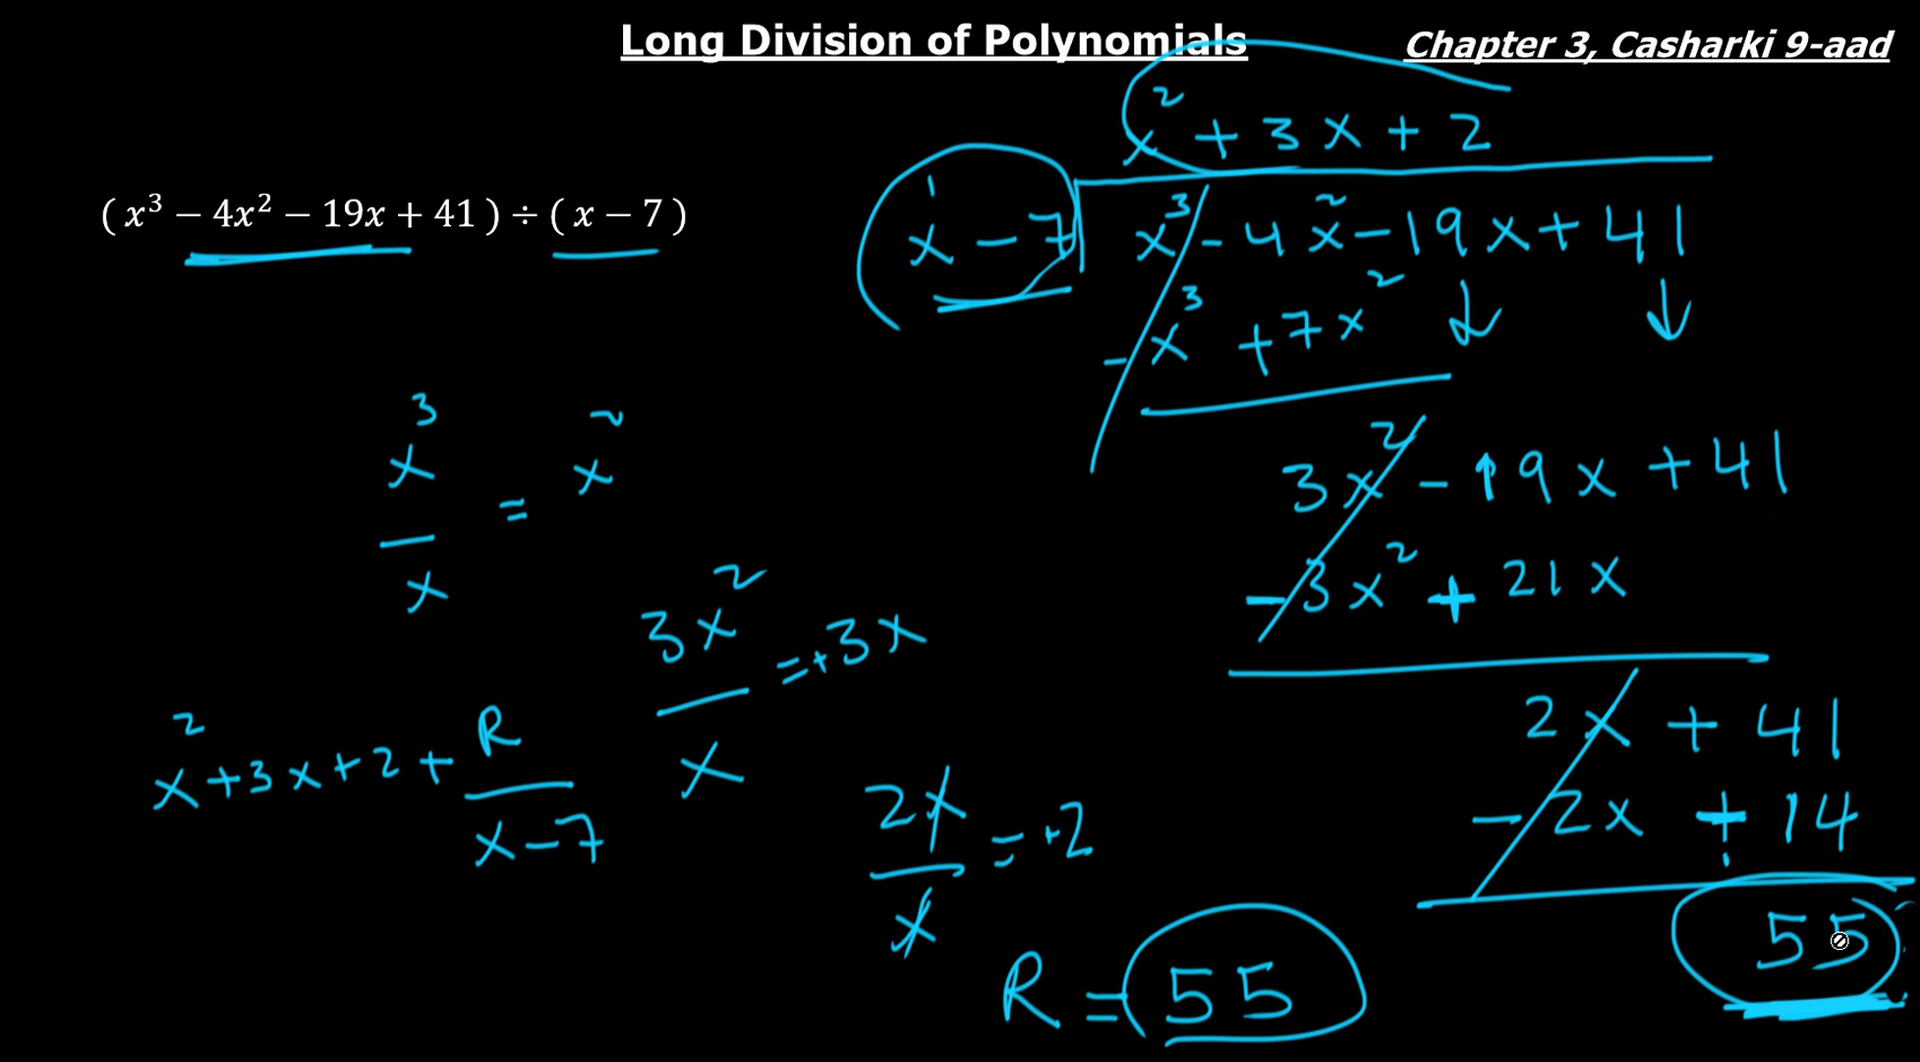 Long Division of Polynomials
Chapter 3, Casharki 9-aad
( x³ − 4x² − 19x + 41 ) ÷ ( x − 7 )
x² + 3x + 2
x¹ − 7
x³ − 4x² − 19x + 41
− x³ + 7x²
3x² − 19x + 41
− 3x² + 21x
2x + 41
− 2x + 14
55
x³/x = x²
3x²/x = +3x
2x/x = +2
x² + 3x + 2 + R/(x − 7)
R = 55